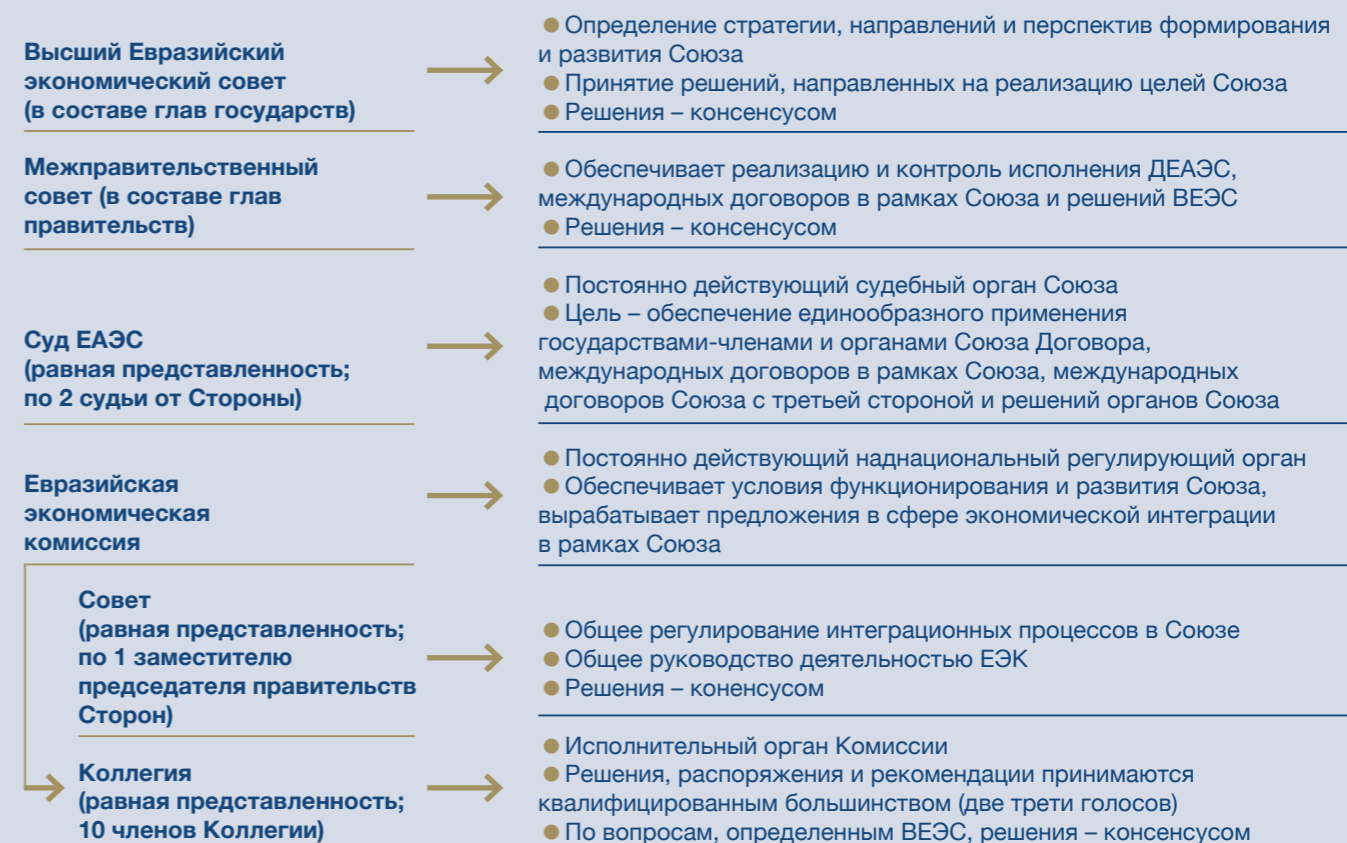 Высший Евразийский
экономический совет
(в составе глав государств)
● Определение стратегии, направлений и перспектив формирования
и развития Союза
● Принятие решений, направленных на реализацию целей Союза
● Решения – консенсусом
Межправительственный
совет (в составе глав
правительств)
● Обеспечивает реализацию и контроль исполнения ДЕАЭС,
международных договоров в рамках Союза и решений ВЕЭС
● Решения – консенсусом
Суд ЕАЭС
(равная представленность;
по 2 судьи от Стороны)
● Постоянно действующий судебный орган Союза
● Цель – обеспечение единообразного применения
государствами-членами и органами Союза Договора,
международных договоров в рамках Союза, международных
договоров Союза с третьей стороной и решений органов Союза
Евразийская
экономическая
комиссия
● Постоянно действующий наднациональный регулирующий орган
● Обеспечивает условия функционирования и развития Союза,
вырабатывает предложения в сфере экономической интеграции
в рамках Союза
Совет
(равная представленность;
по 1 заместителю
председателя правительств
Сторон)
● Общее регулирование интеграционных процессов в Союзе
● Общее руководство деятельностью ЕЭК
● Решения – коненсусом
Коллегия
(равная представленность;
10 членов Коллегии)
● Исполнительный орган Комиссии
● Решения, распоряжения и рекомендации принимаются
квалифицированным большинством (две трети голосов)
● По вопросам, определенным ВЕЭС, решения – консенсусом